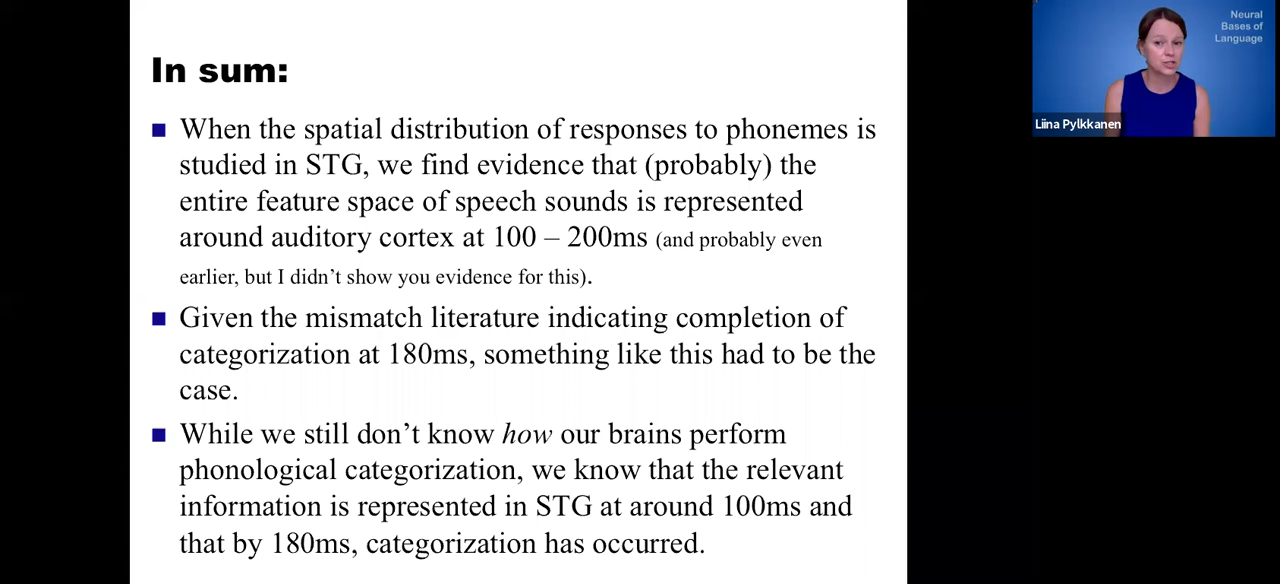 In sum:
When the spatial distribution of responses to phonemes is
studied in STG, we find evidence that (probably) the
entire feature space of speech sounds is represented
around auditory cortex at 100 – 200ms (and probably even
earlier, but I didn’t show you evidence for this).
Given the mismatch literature indicating completion of
categorization at 180ms, something like this had to be the
case.
While we still don’t know how our brains perform
phonological categorization, we know that the relevant
information is represented in STG at around 100ms and
that by 180ms, categorization has occurred.
Neural
Bases of
Language
Liina Pylkkanen